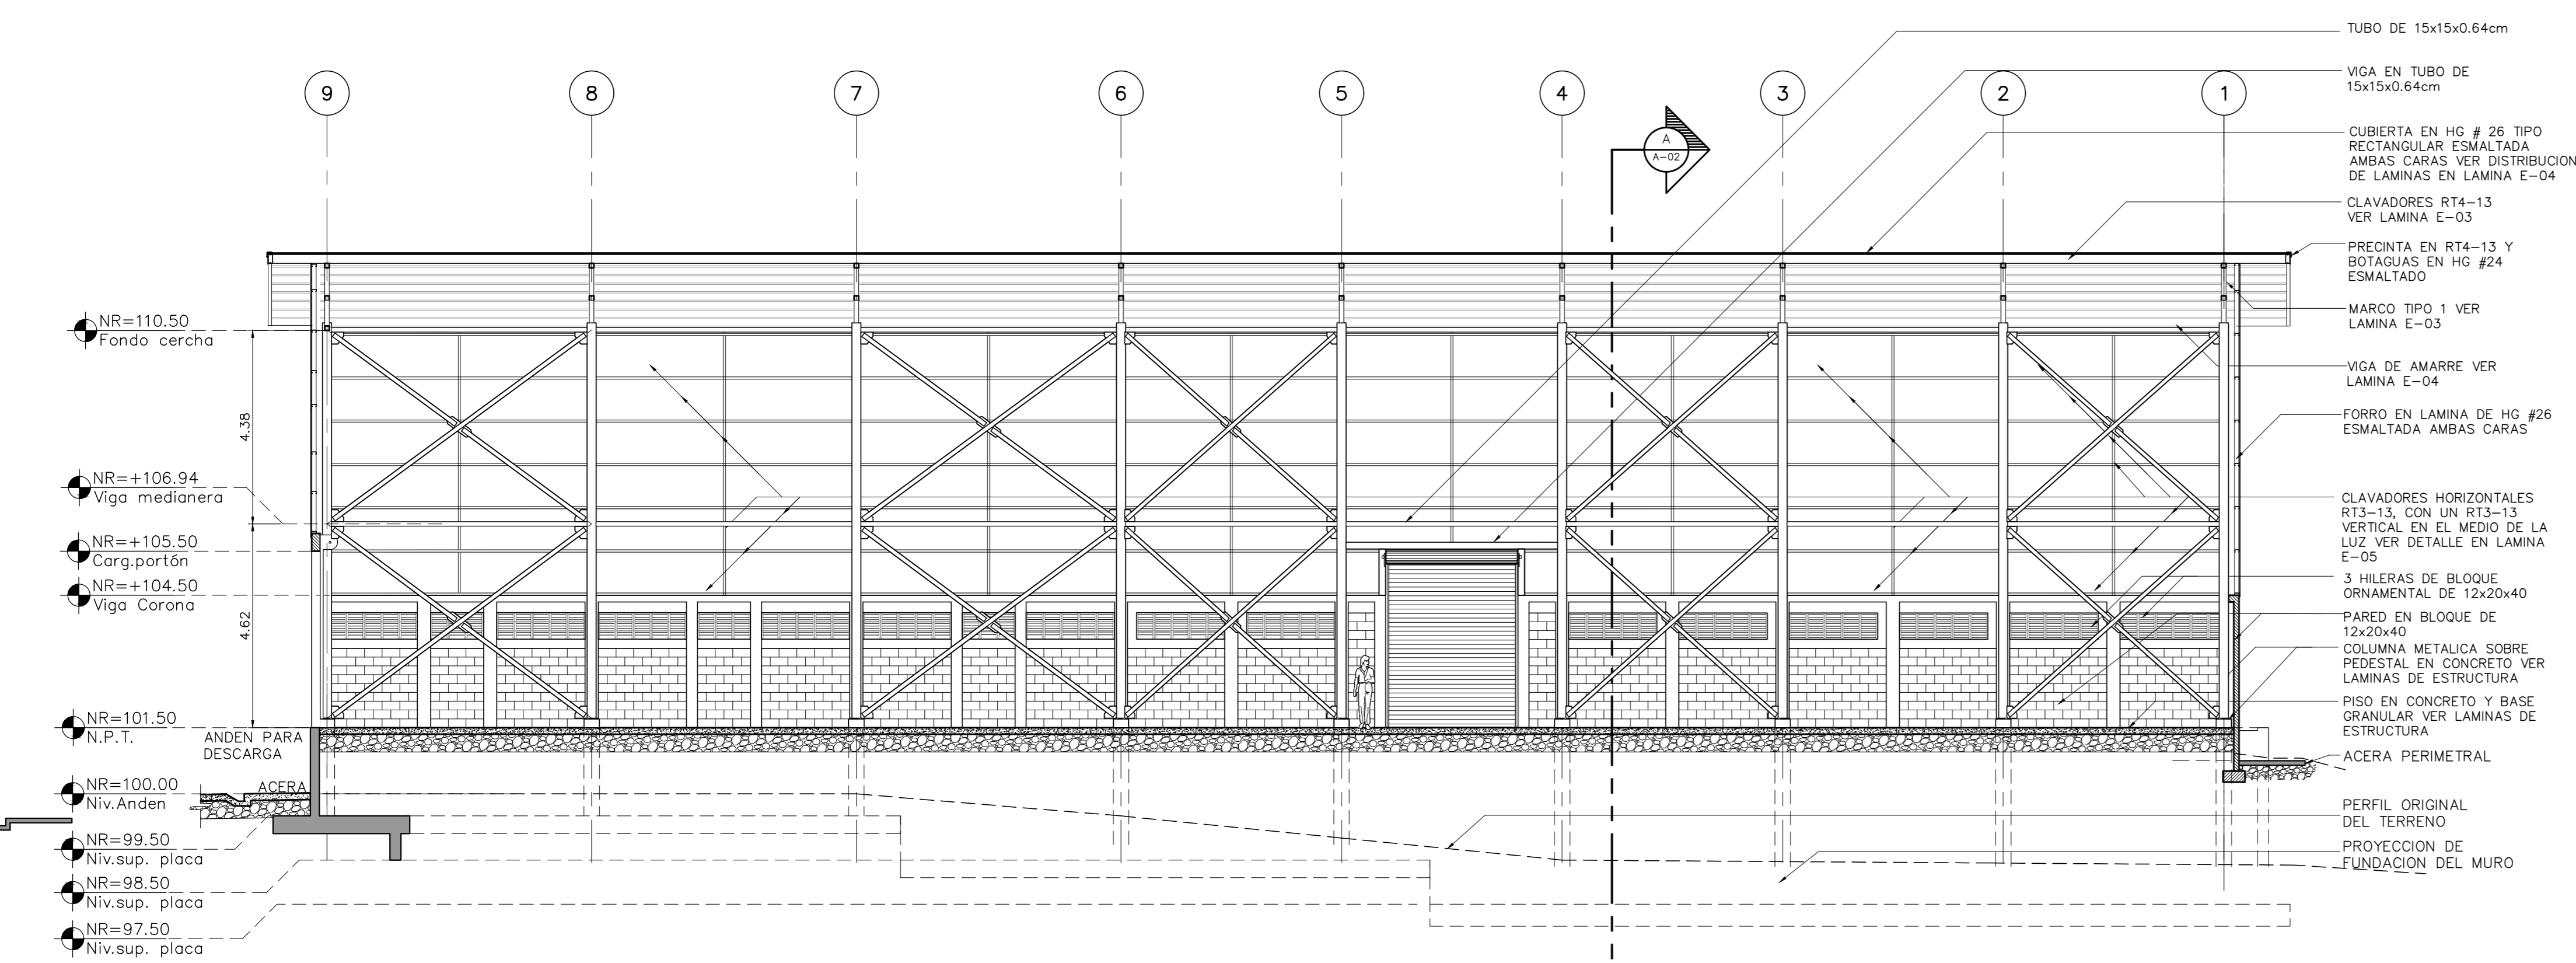 TUBO DE 15x15x0.64cm
VIGA EN TUBO DE
15x15x0.64cm
9
8
7
6
5
4
3
2
1
A
A-02
CUBIERTA EN HG # 26 TIPO
RECTANGULAR ESMALTADA
AMBAS CARAS VER DISTRIBUCION
DE LAMINAS EN LAMINA E-04
CLAVADORES RT4-13
VER LAMINA E-03
PRECINTA EN RT4-13 Y
BOTAGUAS EN HG #24
ESMALTADO
MARCO TIPO 1 VER
LAMINA E-03
VIGA DE AMARRE VER
LAMINA E-04
FORRO EN LAMINA DE HG #26
ESMALTADA AMBAS CARAS
CLAVADORES HORIZONTALES
RT3-13, CON UN RT3-13
VERTICAL EN EL MEDIO DE LA
LUZ VER DETALLE EN LAMINA
E-05
3 HILERAS DE BLOQUE
ORNAMENTAL DE 12x20x40
PARED EN BLOQUE DE
12x20x40
COLUMNA METALICA SOBRE
PEDESTAL EN CONCRETO VER
LAMINAS DE ESTRUCTURA
PISO EN CONCRETO Y BASE
GRANULAR VER LAMINAS DE
ESTRUCTURA
ACERA PERIMETRAL
PERFIL ORIGINAL
DEL TERRENO
PROYECCION DE
FUNDACION DEL MURO
NR=110.50
Fondo cercha
4.38
NR=+106.94
Viga medianera
NR=+105.50
Carg.portón
NR=+104.50
Viga Corona
4.62
NR=101.50
N.P.T.
ANDEN PARA
DESCARGA
NR=100.00
Niv.Anden
ACERA
NR=99.50
Niv.sup. placa
NR=98.50
Niv.sup. placa
NR=97.50
Niv.sup. placa